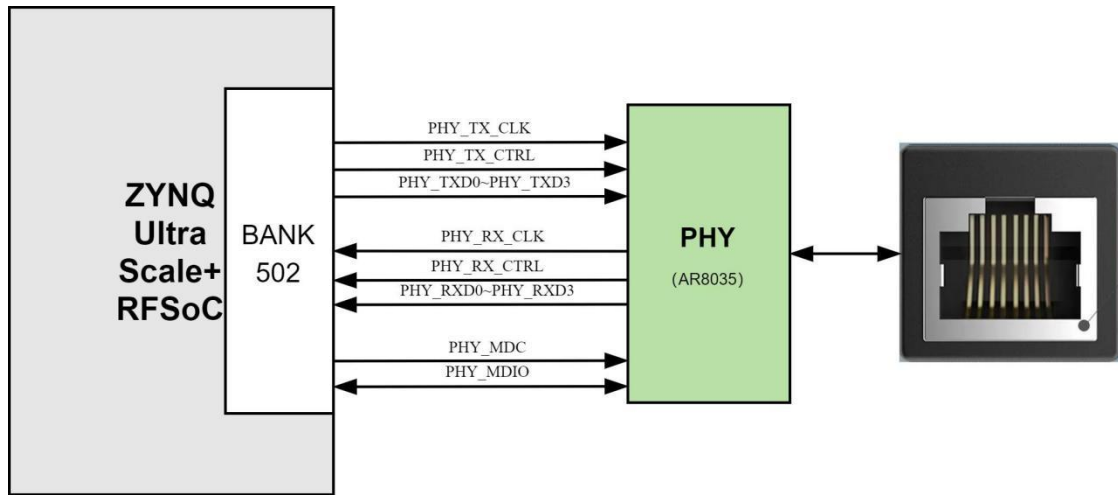 ZYNQ
Ultra
Scale+
RFSoC
BANK
502
PHY_TX_CLK
PHY_TX_CTRL
PHY_TXD0~PHY_TXD3
PHY_RX_CLK
PHY_RX_CTRL
PHY_RXD0~PHY_RXD3
PHY_MDC
PHY_MDIO
PHY
(AR8035)